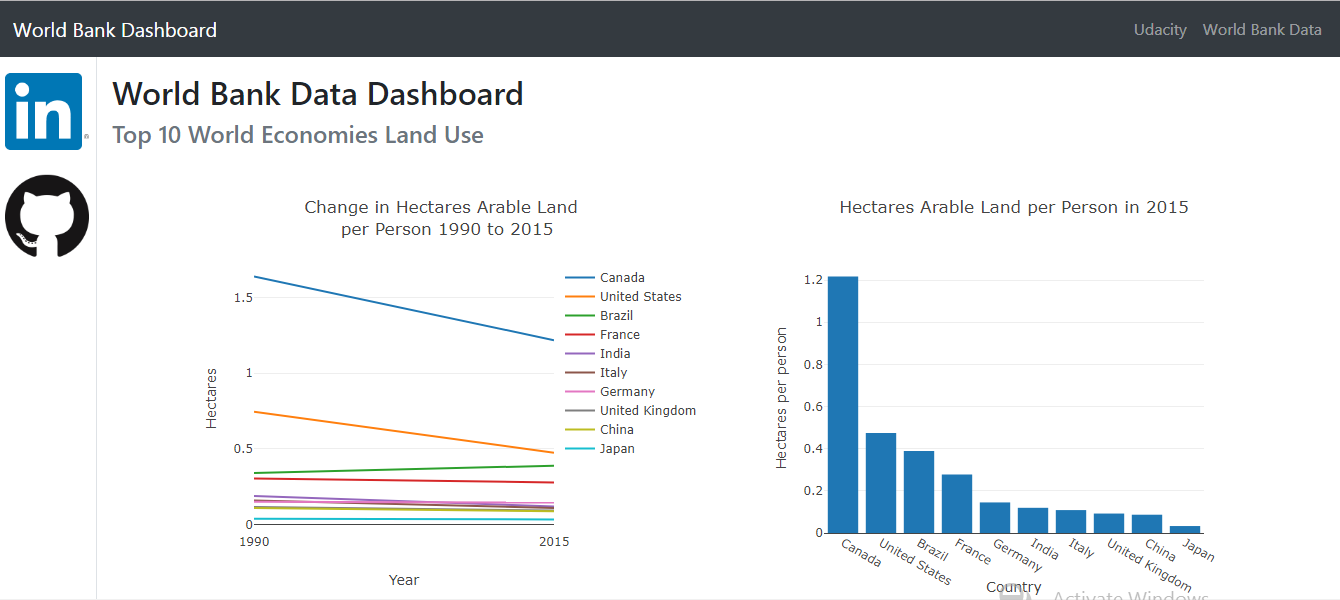 World Bank Dashboard
Udacity World Bank Data
in
World Bank Data Dashboard
Top 10 World Economies Land Use
Change in Hectares Arable Land
per Person 1990 to 2015
1.5
1
0.5
0
Hectares
1990
2015
Year
Canada
United States
Brazil
France
India
Italy
Germany
United Kingdom
China
Japan
Hectares Arable Land per Person in 2015
1.2
1
0.8
0.6
0.4
0.2
0
Hectares per person
Canada
United States
Brazil
France
Germany
India
Italy
United Kingdom
China
Japan
Country
Activate Windows